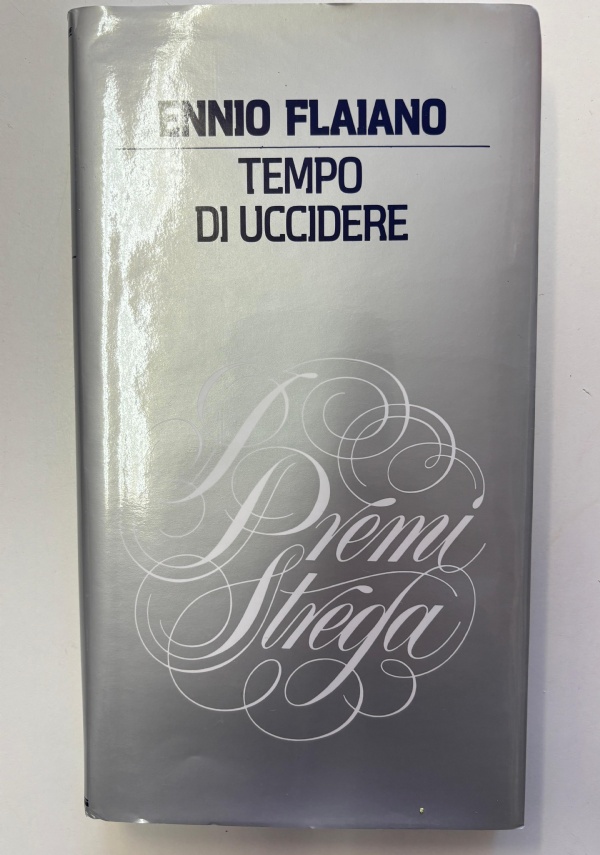 ENNIO FLAIANO
TEMPO
DI UCCIDERE
I Premi
Strega